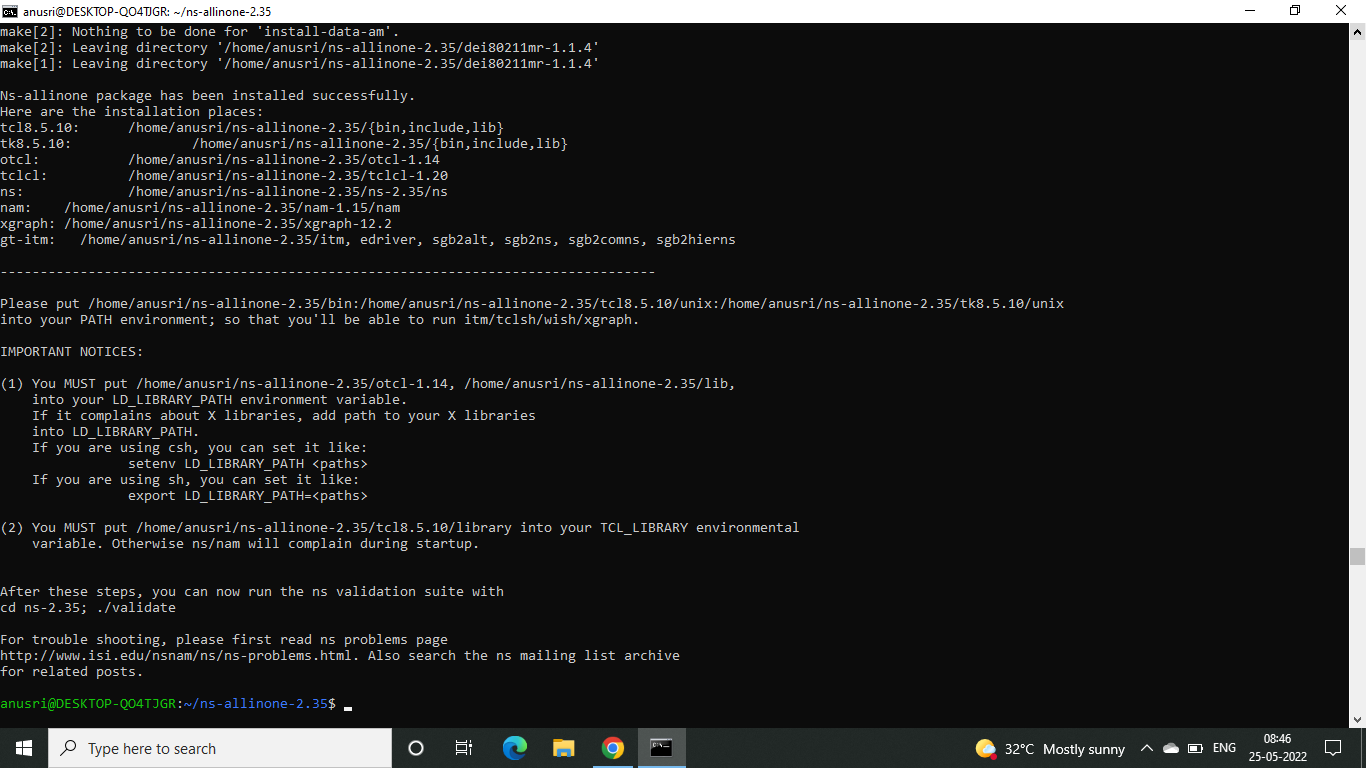 anusri@DESKTOP-QO4TJGR: ~/ns-allinone-2.35
make[2]: Nothing to be done for 'install-data-am'.
make[2]: Leaving directory '/home/anusri/ns-allinone-2.35/dei80211mr-1.1.4'
make[1]: Leaving directory '/home/anusri/ns-allinone-2.35/dei80211mr-1.1.4'
Ns-allinone package has been installed successfully.
Here are the installation places:
tcl8.5.10:      /home/anusri/ns-allinone-2.35/{bin,include,lib}
tk8.5.10:               /home/anusri/ns-allinone-2.35/{bin,include,lib}
otcl:           /home/anusri/ns-allinone-2.35/otcl-1.14
tclcl:          /home/anusri/ns-allinone-2.35/tclcl-1.20
ns:             /home/anusri/ns-allinone-2.35/ns-2.35/ns
nam:    /home/anusri/ns-allinone-2.35/nam-1.15/nam
xgraph: /home/anusri/ns-allinone-2.35/xgraph-12.2
gt-itm:   /home/anusri/ns-allinone-2.35/itm, edriver, sgb2alt, sgb2ns, sgb2comns, sgb2hierns
----------------------------------------------------------------------------------
Please put /home/anusri/ns-allinone-2.35/bin:/home/anusri/ns-allinone-2.35/tcl8.5.10/unix:/home/anusri/ns-allinone-2.35/tk8.5.10/unix
into your PATH environment; so that you'll be able to run itm/tclsh/wish/xgraph.
IMPORTANT NOTICES:
(1) You MUST put /home/anusri/ns-allinone-2.35/otcl-1.14, /home/anusri/ns-allinone-2.35/lib,
    into your LD_LIBRARY_PATH environment variable.
    If it complains about X libraries, add path to your X libraries
    into LD_LIBRARY_PATH.
    If you are using csh, you can set it like:
                setenv LD_LIBRARY_PATH <paths>
    If you are using sh, you can set it like:
                export LD_LIBRARY_PATH=<paths>
(2) You MUST put /home/anusri/ns-allinone-2.35/tcl8.5.10/library into your TCL_LIBRARY environmental
    variable. Otherwise ns/nam will complain during startup.
After these steps, you can now run the ns validation suite with
cd ns-2.35; ./validate
For trouble shooting, please first read ns problems page
http://www.isi.edu/nsnam/ns/ns-problems.html. Also search the ns mailing list archive
for related posts.
anusri@DESKTOP-QO4TJGR:~/ns-allinone-2.35$
Type here to search
32°C Mostly sunny
ENG
08:46
25-05-2022